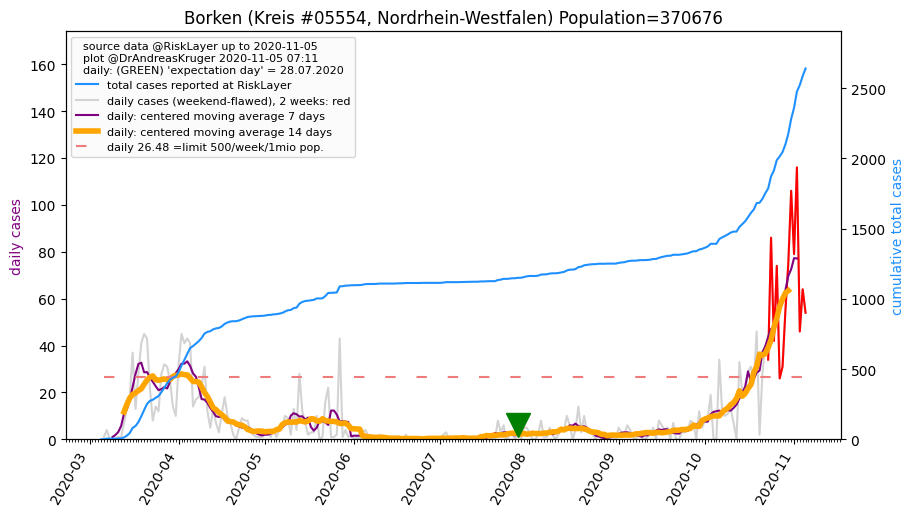 Borken (Kreis #05554, Nordrhein-Westfalen) Population=370676
source data @RiskLayer up to 2020-11-05
plot @DrAndreasKruger 2020-11-05 07:11
daily: (GREEN) 'expectation day' = 28.07.2020
total cases reported at RiskLayer
daily cases (weekend-flawed), 2 weeks: red
daily: centered moving average 7 days
daily: centered moving average 14 days
daily 26.48 =limit 500/week/1mio pop.
daily cases
160
140
120
100
80
60
40
20
0
2500
2000
1500
1000
500
0
cumulative total cases
2020-03
2020-04
2020-05
2020-06
2020-07
2020-08
2020-09
2020-10
2020-11